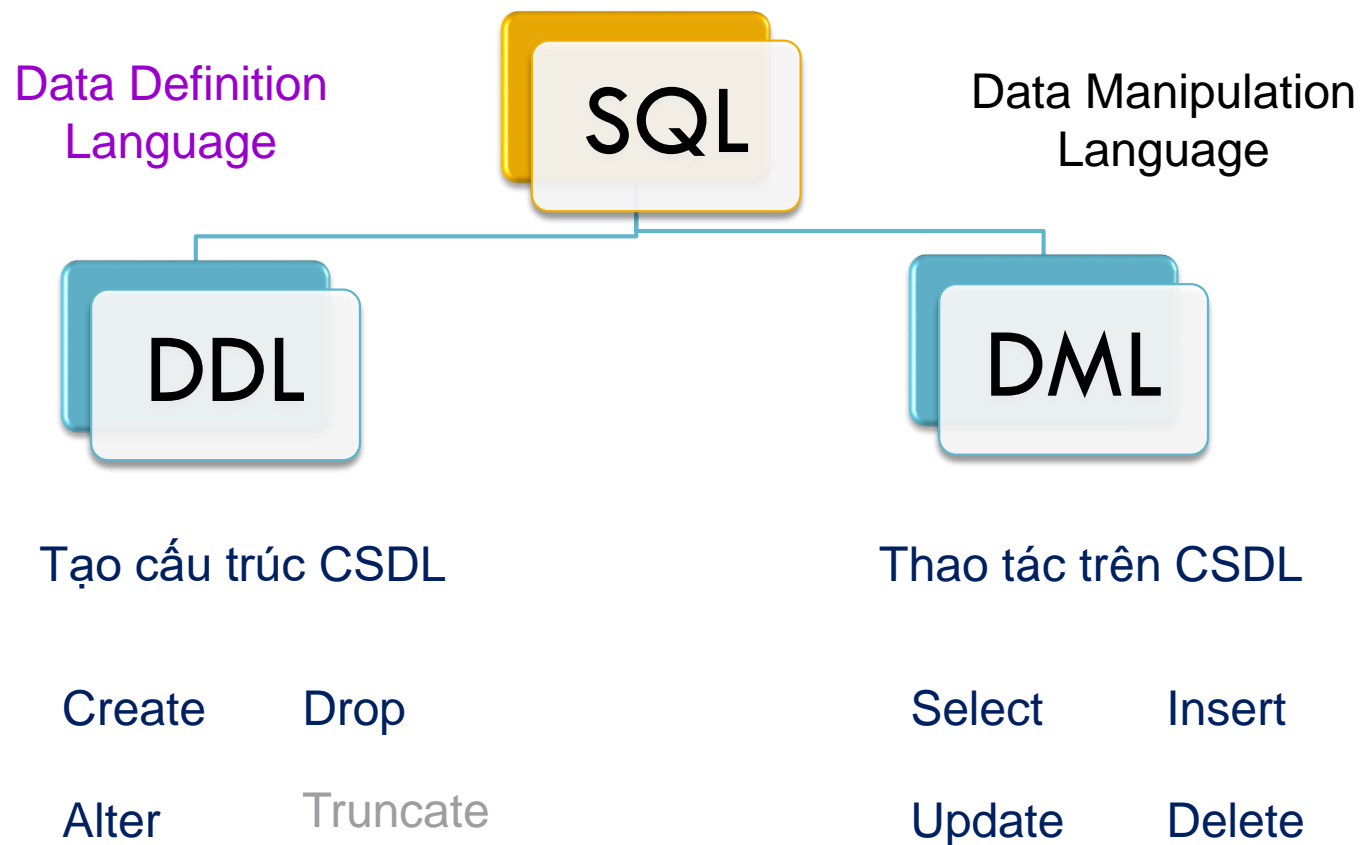 SQL
Data Definition
Language
Data Manipulation
Language
DDL
DML
Tạo cấu trúc CSDL
Thao tác trên CSDL
Create Drop
Select Insert
Alter Truncate
Update Delete